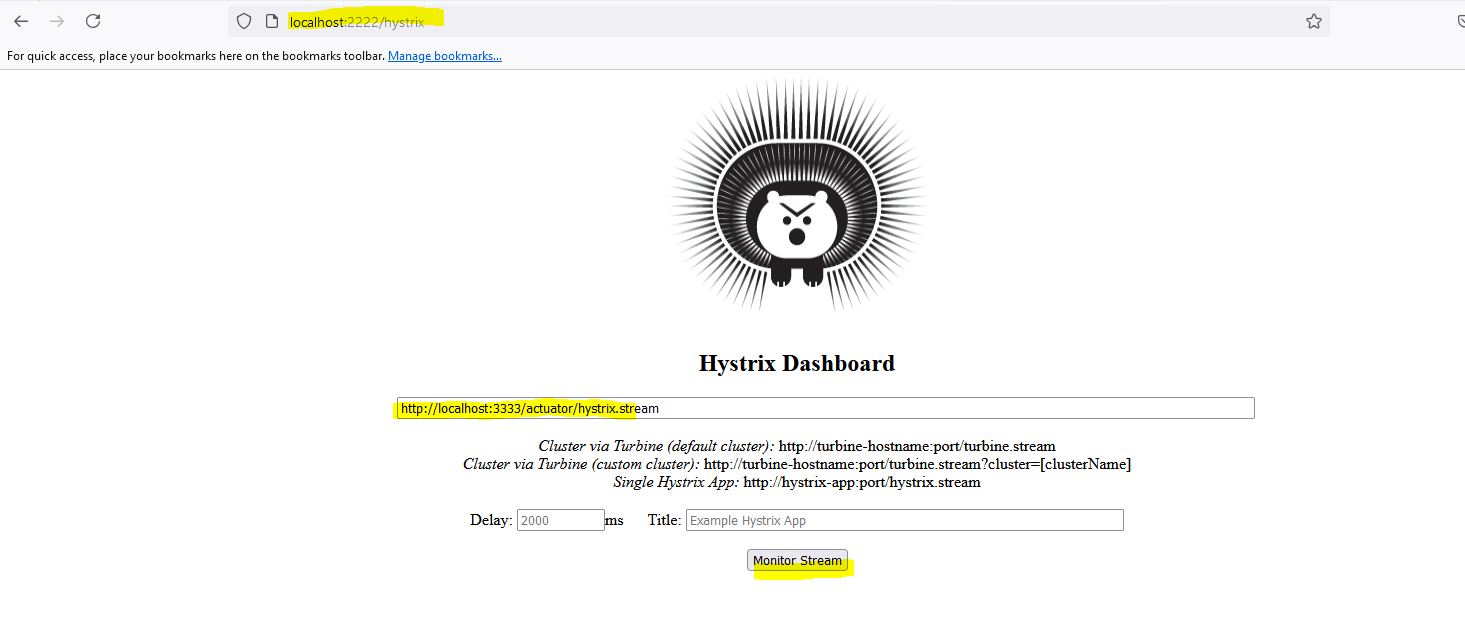 localhost:2222/hystrix
For quick access, place your bookmarks here on the bookmarks toolbar. Manage bookmarks...
Hystrix Dashboard
http://localhost:3333/actuator/hystrix.stream
Cluster via Turbine (default cluster): http://turbine-hostname:port/turbine.stream
Cluster via Turbine (custom cluster): http://turbine-hostname:port/turbine.stream?cluster=[clusterName]
Single Hystrix App: http://hystrix-app:port/hystrix.stream
Delay: 2000 ms Title: Example Hystrix App
Monitor Stream